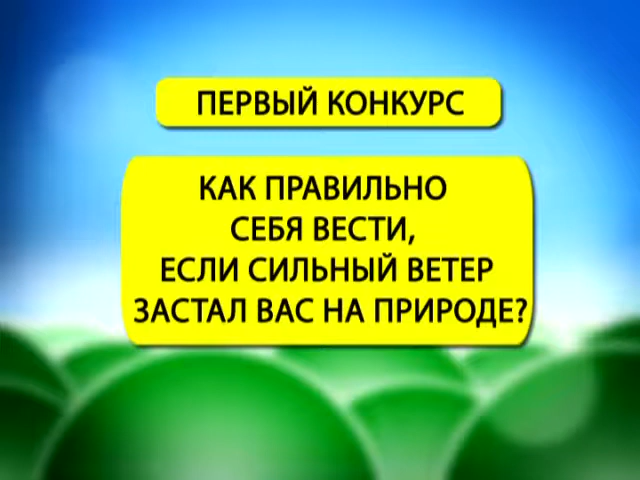 ПЕРВЫЙ КОНКУРС
КАК ПРАВИЛЬНО
СЕБЯ ВЕСТИ,
ЕСЛИ СИЛЬНЫЙ ВЕТЕР
ЗАСТАЛ ВАС НА ПРИРОДЕ?